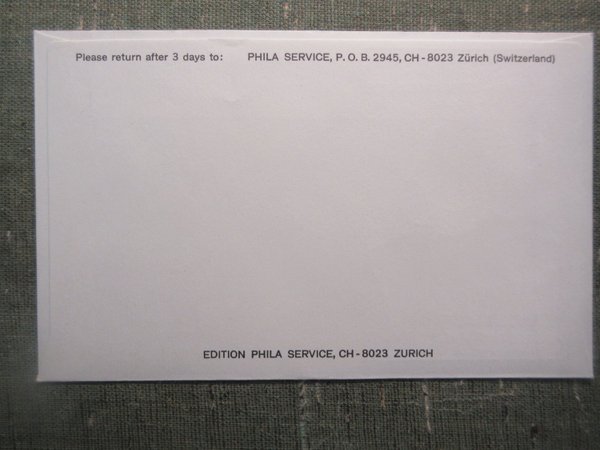 Please return after 3 days to: PHILA SERVICE, P. O. B. 2945, CH - 8023 Zürich (Switzerland)
EDITION PHILA SERVICE, CH - 8023 ZURICH